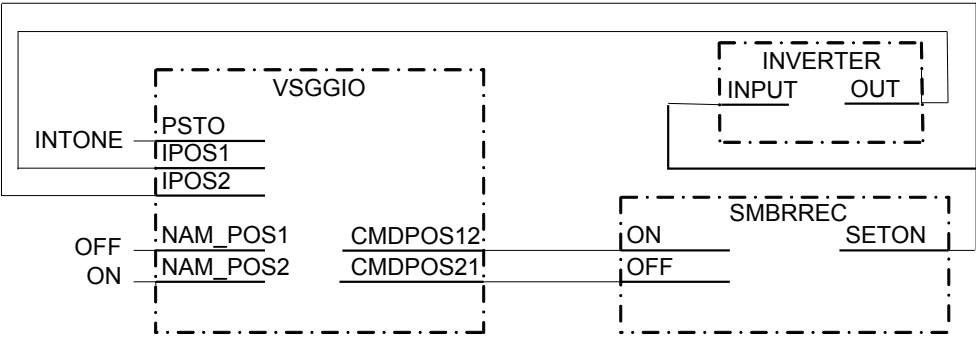 INVERTER
INPUT OUT
VSGGIO
PSTO
INTONE
IPOS1
IPOS2
SMBRREC
NAM_POS1 CMDPOS12 ON SETON
OFF
NAM_POS2 CMDPOS21 OFF
ON